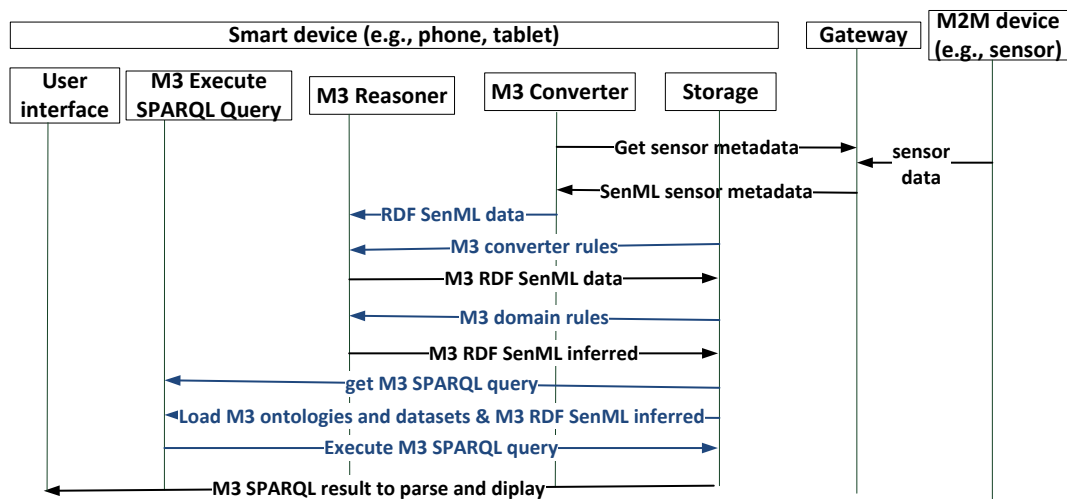 Smart device (e.g., phone, tablet)
Gateway
M2M device
(e.g., sensor)
User
interface
M3 Execute
SPARQL Query
M3 Reasoner
M3 Converter
Storage
Get sensor metadata
sensor
data
SenML sensor metadata
RDF SenML data
M3 converter rules
M3 RDF SenML data
M3 domain rules
M3 RDF SenML inferred
get M3 SPARQL query
Load M3 ontologies and datasets & M3 RDF SenML inferred
Execute M3 SPARQL query
M3 SPARQL result to parse and diplay